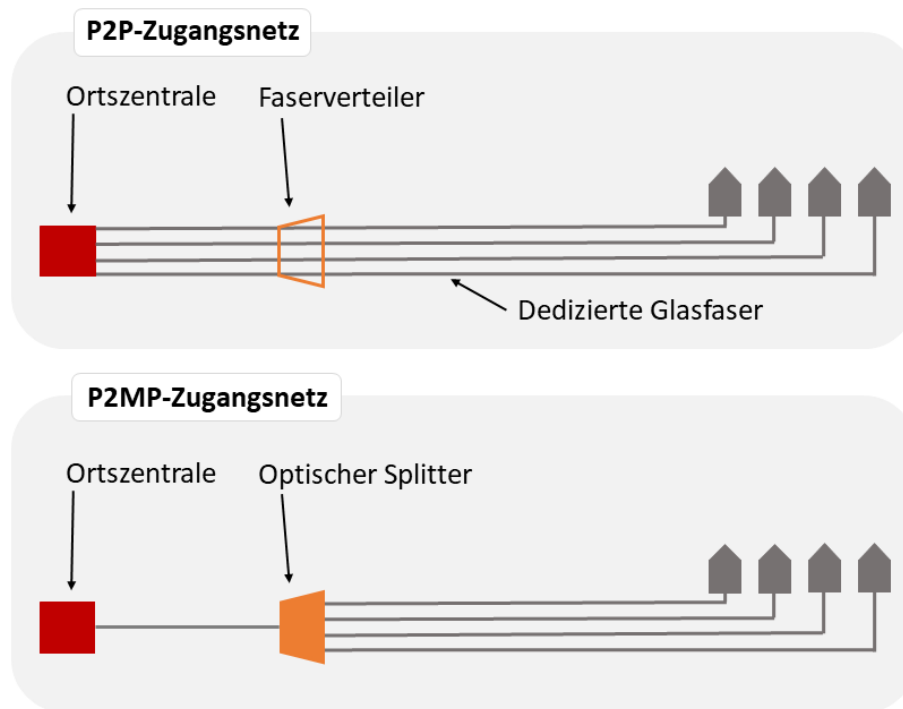 P2P-Zugangsnetz
Ortszentrale
Faserverteiler
Dedizierte Glasfaser
P2MP-Zugangsnetz
Ortszentrale
Optischer Splitter